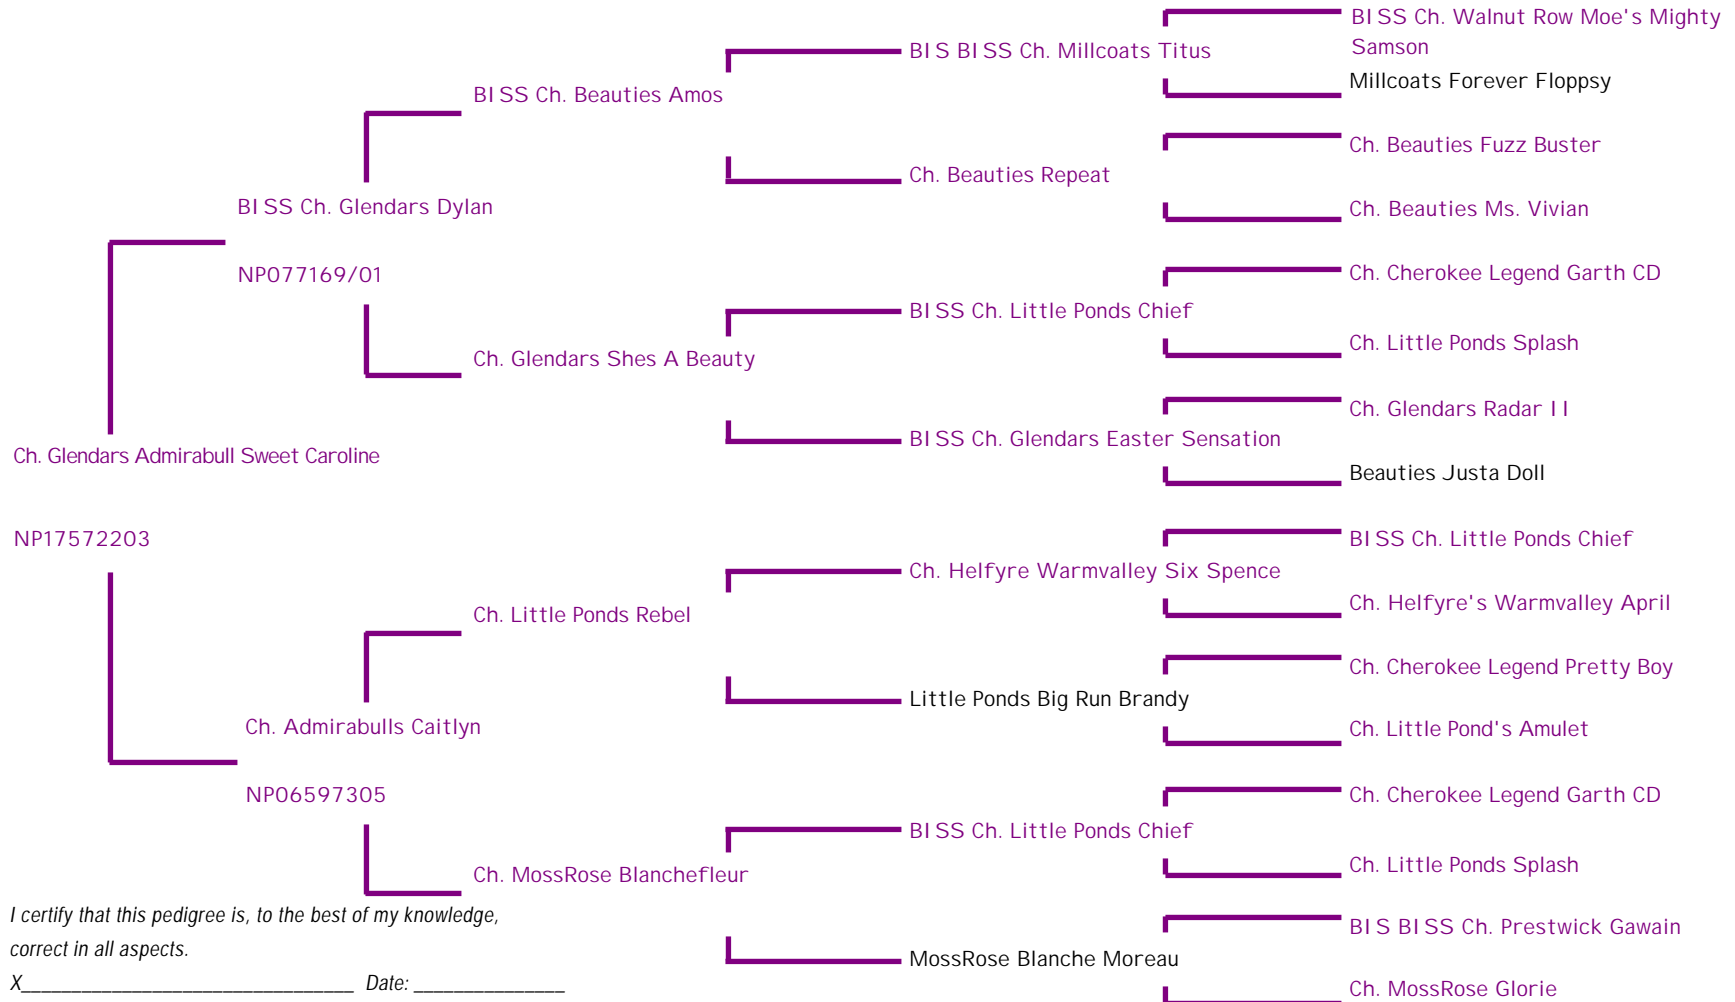 BISS Ch. Walnut Row Moe's Mighty
Samson
BIS BISS Ch. Millcoats Titus
Millcoats Forever Floppsy
BISS Ch. Beauties Amos
Ch. Beauties Fuzz Buster
Ch. Beauties Repeat
Ch. Beauties Ms. Vivian
BISS Ch. Glendars Dylan
NP077169/01
Ch. Cherokee Legend Garth CD
BISS Ch. Little Ponds Chief
Ch. Little Ponds Splash
Ch. Glendars Shes A Beauty
Ch. Glendars Radar II
BISS Ch. Glendars Easter Sensation
Beauties Justa Doll
Ch. Glendars Admirabull Sweet Caroline
NP17572203
BISS Ch. Little Ponds Chief
Ch. Helfyre Warmvalley Six Spence
Ch. Helfyre's Warmvalley April
Ch. Little Ponds Rebel
Ch. Cherokee Legend Pretty Boy
Little Ponds Big Run Brandy
Ch. Little Pond's Amulet
Ch. Admirabulls Caitlyn
NP06597305
Ch. Cherokee Legend Garth CD
BISS Ch. Little Ponds Chief
Ch. Little Ponds Splash
Ch. MossRose Blanchefleur
BIS BISS Ch. Prestwick Gawain
MossRose Blanche Moreau
Ch. MossRose Glorie
I certify that this pedigree is, to the best of my knowledge,
correct in all aspects.
X_________________________________ Date: _______________